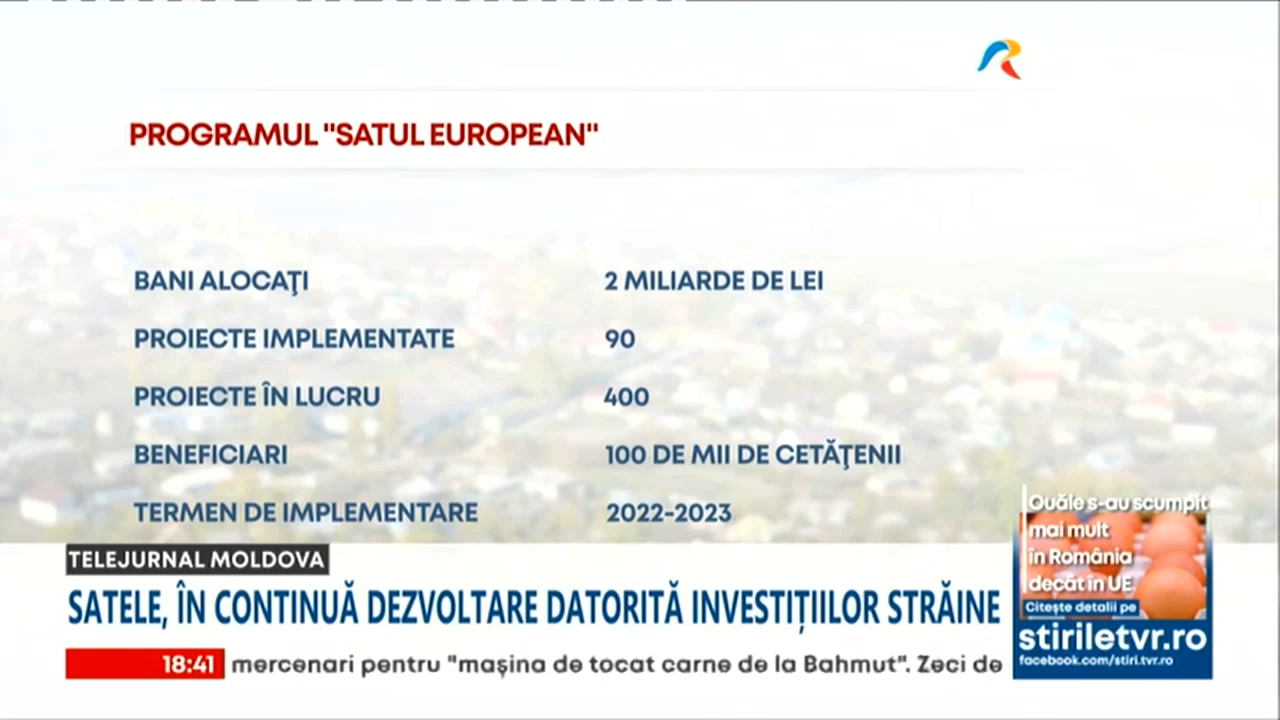 PROGRAMUL "SATUL EUROPEAN"
BANI ALOCAŢI 2 MILIARDE DE LEI
PROIECTE IMPLEMENTATE 90
PROIECTE ÎN LUCRU 400
BENEFICIARI 100 DE MII DE CETĂŢENII
TERMEN DE IMPLEMENTARE 2022-2023
TELEJURNAL MOLDOVA
SATELE, ÎN CONTINUĂ DEZVOLTARE DATORITĂ INVESTIȚIILOR STRĂINE
18:41 mercenari pentru "mașina de tocat carne de la Bahmut". Zeci de
Ouăle s-au scumpit
mai mult
în România
decât în UE
Citeşte detalii pe
stiriletvr.ro
facebook.com/stiri.tvr.ro